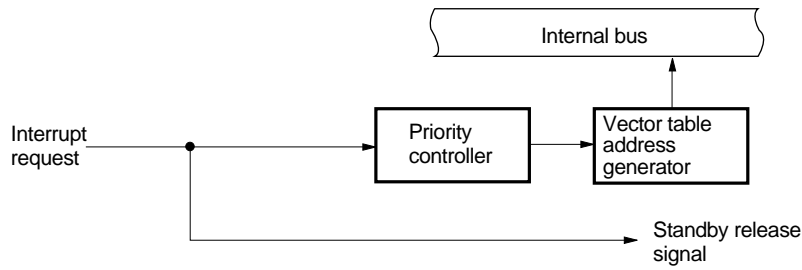 Internal bus
Interrupt
request
Priority
controller
Vector table
address
generator
Standby release
signal